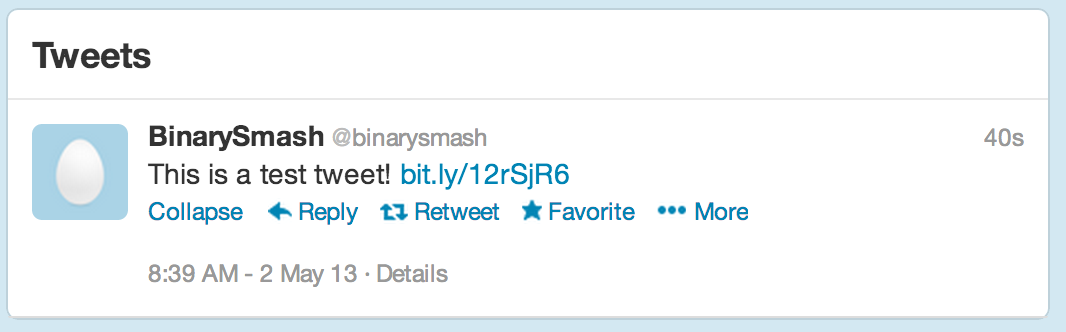 Tweets
BinarySmash @binarysmash 40s
This is a test tweet! bit.ly/12rSjR6
Collapse Reply Retweet Favorite More
8:39 AM - 2 May 13 · Details